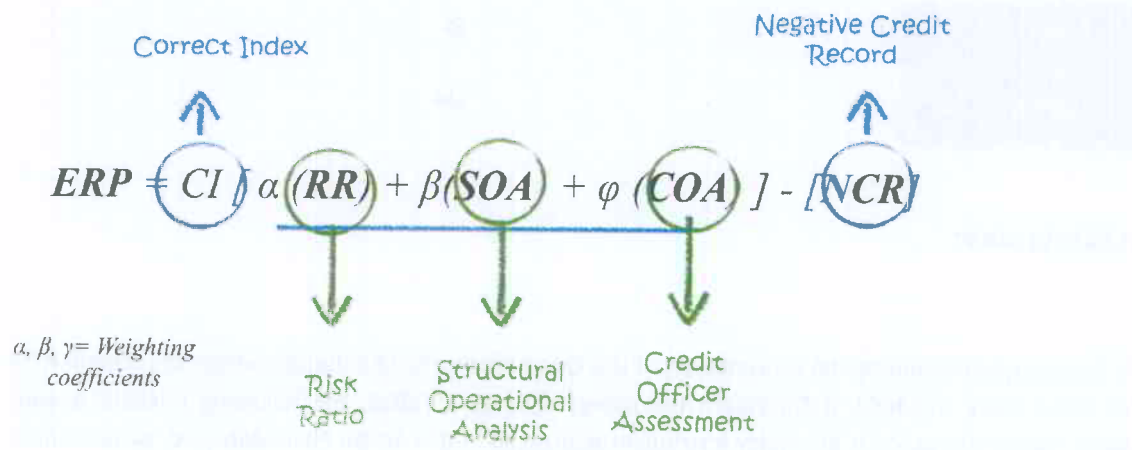 Correct Index
Negative Credit
Record
ERP = CI [ α (RR) + β(SOA) + φ (COA) ] - [NCR]
α, β, γ= Weighting
coefficients
Risk
Ratio
Structural
Operational
Analysis
Credit
Officer
Assessment